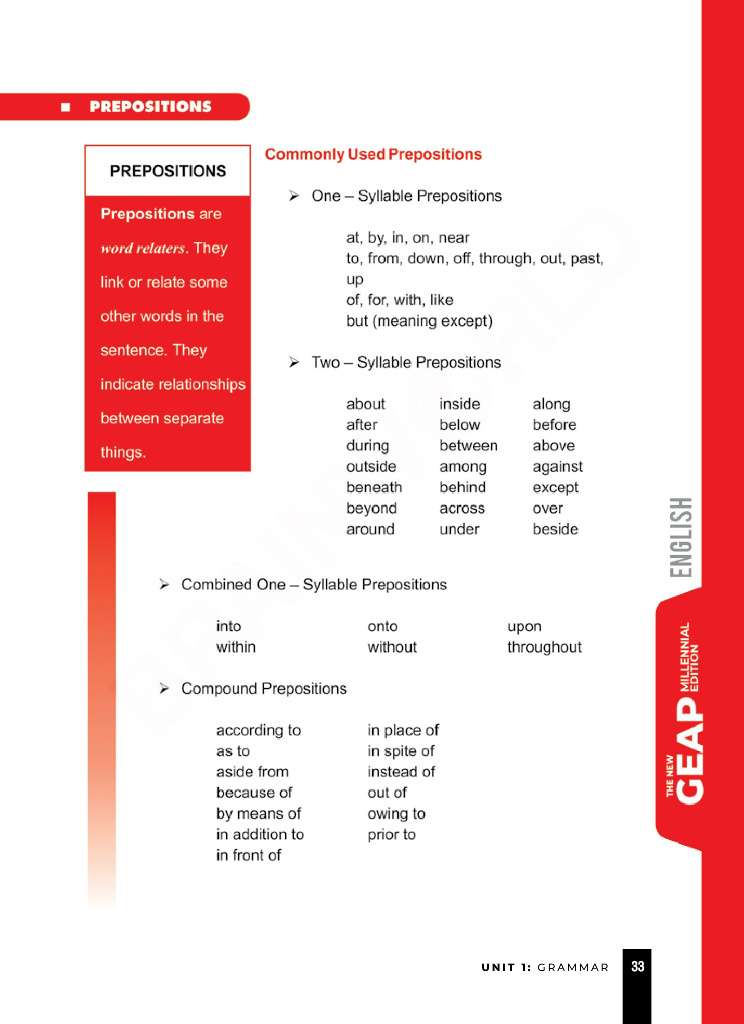 PREPOSITIONS
PREPOSITIONS
Prepositions are
word relaters. They
link or relate some
other words in the
sentence. They
indicate relationships
between separate
things.
Commonly Used Prepositions
➢ One – Syllable Prepositions
at, by, in, on, near
to, from, down, off, through, out, past,
up
of, for, with, like
but (meaning except)
➢ Two – Syllable Prepositions
about inside along
after below before
during between above
outside among against
beneath behind except
beyond across over
around under beside
➢ Combined One – Syllable Prepositions
into onto upon
within without throughout
➢ Compound Prepositions
according to in place of
as to in spite of
aside from instead of
because of out of
by means of owing to
in addition to prior to
in front of
BRAINWORLD
ENGLISH
THE NEW
GEAP
MILLENNIAL
EDITION
UNIT 1: GRAMMAR 33